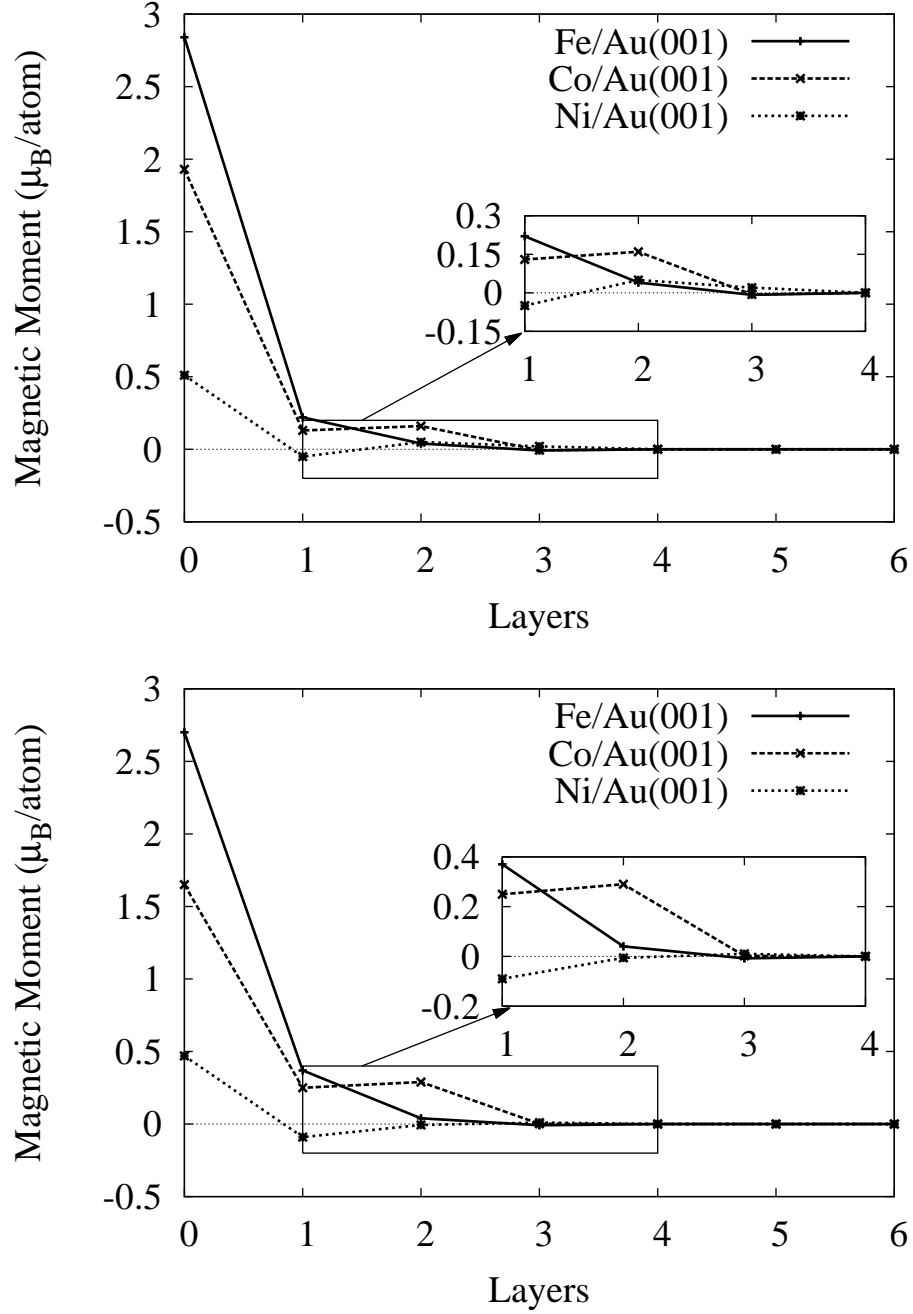 Magnetic Moment (μB/atom)
3
2.5
2
1.5
1
0.5
0
-0.5
Fe/Au(001)
Co/Au(001)
Ni/Au(001)
0.3
0.15
0
-0.15
1 2 3 4
0 1 2 3 4 5 6
Layers
Magnetic Moment (μB/atom)
3
2.5
2
1.5
1
0.5
0
-0.5
Fe/Au(001)
Co/Au(001)
Ni/Au(001)
0.4
0.2
0
-0.2
1 2 3 4
0 1 2 3 4 5 6
Layers